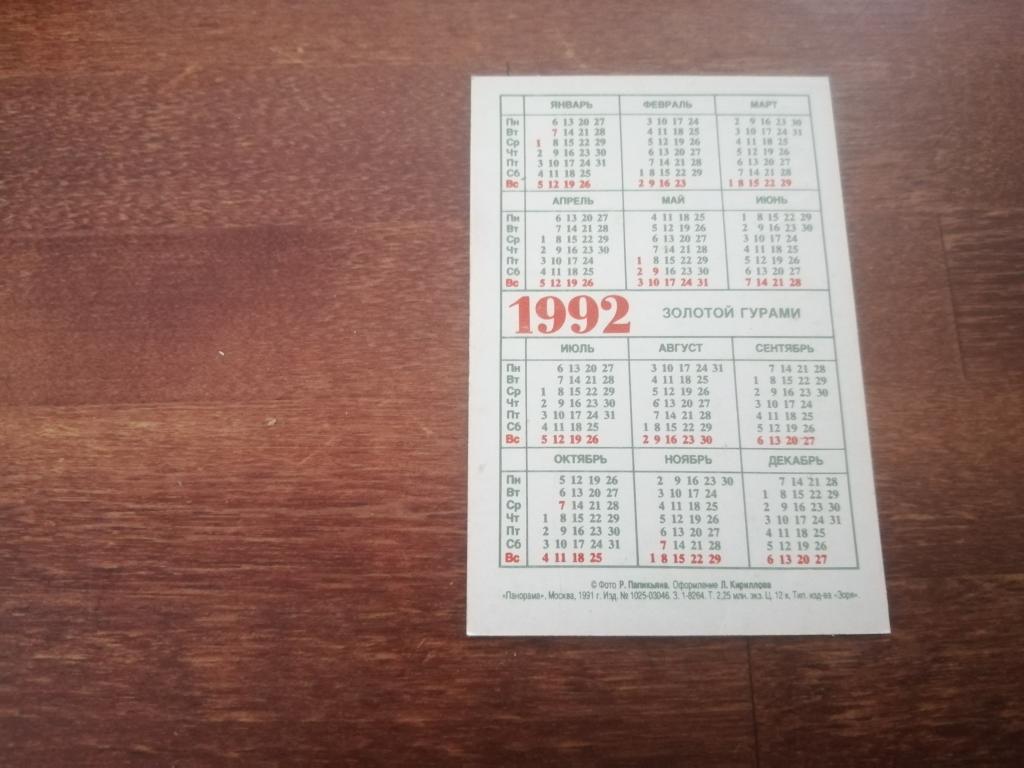 ЯНВАРЬ ФЕВРАЛЬ МАРТ
Пн 6 13 20 27 3 10 17 24 2 9 16 23 30
Вт 7 14 21 28 4 11 18 25 3 10 17 24 31
Ср 1 8 15 22 29 5 12 19 26 4 11 18 25
Чт 2 9 16 23 30 6 13 20 27 5 12 19 26
Пт 3 10 17 24 31 7 14 21 28 6 13 20 27
Сб 4 11 18 25 1 8 15 22 29 7 14 21 28
Вс 5 12 19 26 2 9 16 23 1 8 15 22 29
АПРЕЛЬ МАЙ ИЮНЬ
Пн 6 13 20 27 4 11 18 25 1 8 15 22 29
Вт 7 14 21 28 5 12 19 26 2 9 16 23 30
Ср 1 8 15 22 29 6 13 20 27 3 10 17 24
Чт 2 9 16 23 30 7 14 21 28 4 11 18 25
Пт 3 10 17 24 1 8 15 22 29 5 12 19 26
Сб 4 11 18 25 2 9 16 23 30 6 13 20 27
Вс 5 12 19 26 3 10 17 24 31 7 14 21 28
1992 ЗОЛОТОЙ ГУРАМИ
ИЮЛЬ АВГУСТ СЕНТЯБРЬ
Пн 6 13 20 27 3 10 17 24 31 7 14 21 28
Вт 7 14 21 28 4 11 18 25 1 8 15 22 29
Ср 1 8 15 22 29 5 12 19 26 2 9 16 23 30
Чт 2 9 16 23 30 6 13 20 27 3 10 17 24
Пт 3 10 17 24 31 7 14 21 28 4 11 18 25
Сб 4 11 18 25 1 8 15 22 29 5 12 19 26
Вс 5 12 19 26 2 9 16 23 30 6 13 20 27
ОКТЯБРЬ НОЯБРЬ ДЕКАБРЬ
Пн 5 12 19 26 2 9 16 23 30 7 14 21 28
Вт 6 13 20 27 3 10 17 24 1 8 15 22 29
Ср 7 14 21 28 4 11 18 25 2 9 16 23 30
Чт 1 8 15 22 29 5 12 19 26 3 10 17 24 31
Пт 2 9 16 23 30 6 13 20 27 4 11 18 25
Сб 3 10 17 24 31 7 14 21 28 5 12 19 26
Вс 4 11 18 25 1 8 15 22 29 6 13 20 27
© Фото Р. Папикьяна. Оформление Л. Кириллова
«Панорама», Москва, 1991 г. Изд. № 1025-03046. З. 1-8264. Т. 2,25 млн. экз. Ц. 12 к. Тип. изд-ва «Зоря».